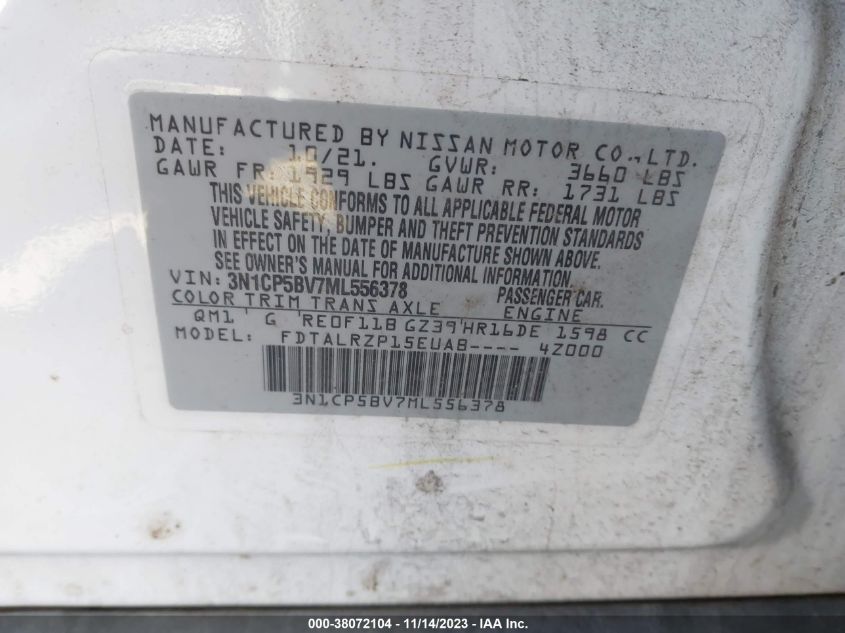 MANUFACTURED BY NISSAN MOTOR CO., LTD.
DATE: 10/21. GVWR: 3660 LBS
GAWR FR: 1929 LBS GAWR RR: 1731 LBS
THIS VEHICLE CONFORMS TO ALL APPLICABLE FEDERAL MOTOR
VEHICLE SAFETY, BUMPER AND THEFT PREVENTION STANDARDS
IN EFFECT ON THE DATE OF MANUFACTURE SHOWN ABOVE.
SEE OWNER'S MANUAL FOR ADDITIONAL INFORMATION.
VIN: 3N1CP5BV7ML556378 PASSENGER CAR.
COLOR TRIM TRANS AXLE ENGINE
QM1 G RE0F11B GZ39 HR16DE 1598 CC
MODEL: FDTALRZP15EUAB---- 4Z000
3N1CP5BV7ML556378
000-38072104 | 11/14/2023 - IAA Inc.